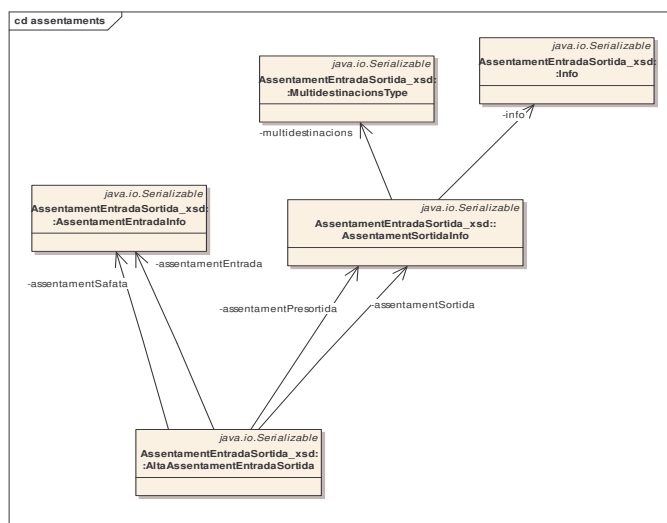 cd assentaments
java.io.Serializable
AssentamentEntradaSortida_xsd:
:MultidestinacionsType
java.io.Serializable
AssentamentEntradaSortida_xsd:
:Info
-multidestinacions
-info
java.io.Serializable
AssentamentEntradaSortida_xsd:
:AssentamentEntradaInfo
java.io.Serializable
AssentamentEntradaSortida_xsd::
AssentamentSortidaInfo
-assentamentEntrada
-assentamentSafata
-assentamentPresortida
-assentamentSortida
java.io.Serializable
AssentamentEntradaSortida_xsd:
:AltaAssentamentEntradaSortida